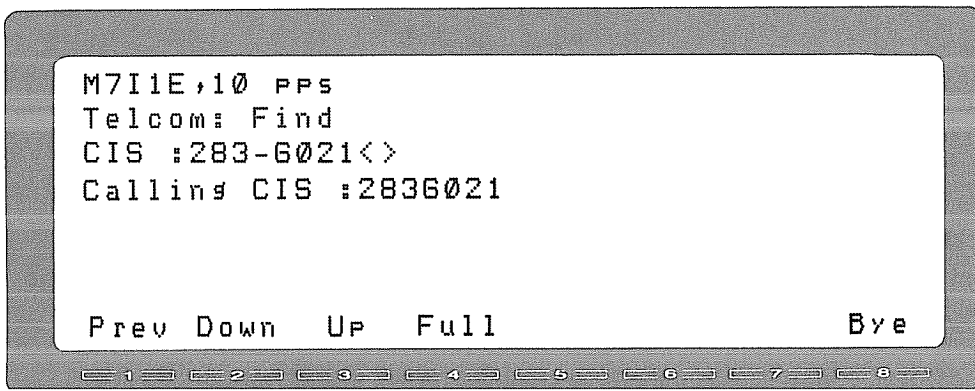 M7I1E,10 pps
Telcom: Find
CIS :283-6021<>
Calling CIS :2836021
Prev Down Up Full Bye
1 2 3 4 5 6 7 8